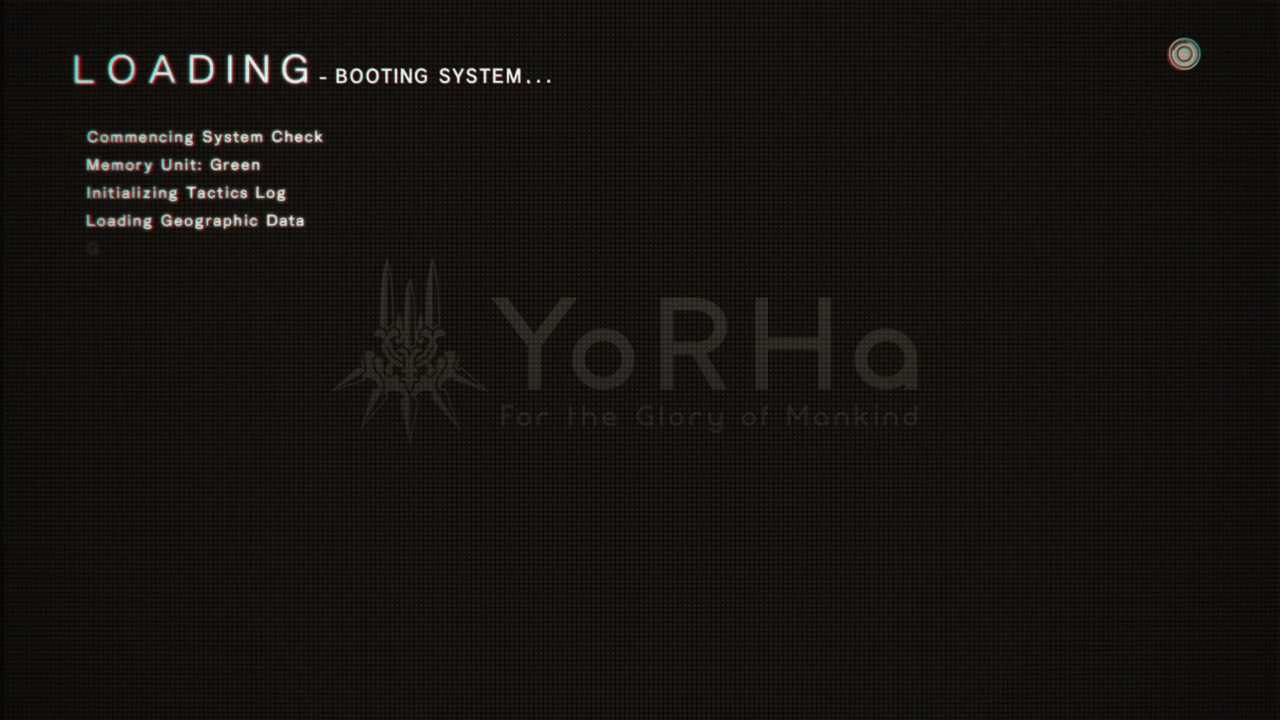 LOADING - BOOTING SYSTEM...
Commencing System Check
Memory Unit: Green
Initializing Tactics Log
Loading Geographic Data
G
YoRHa
For the Glory of Mankind